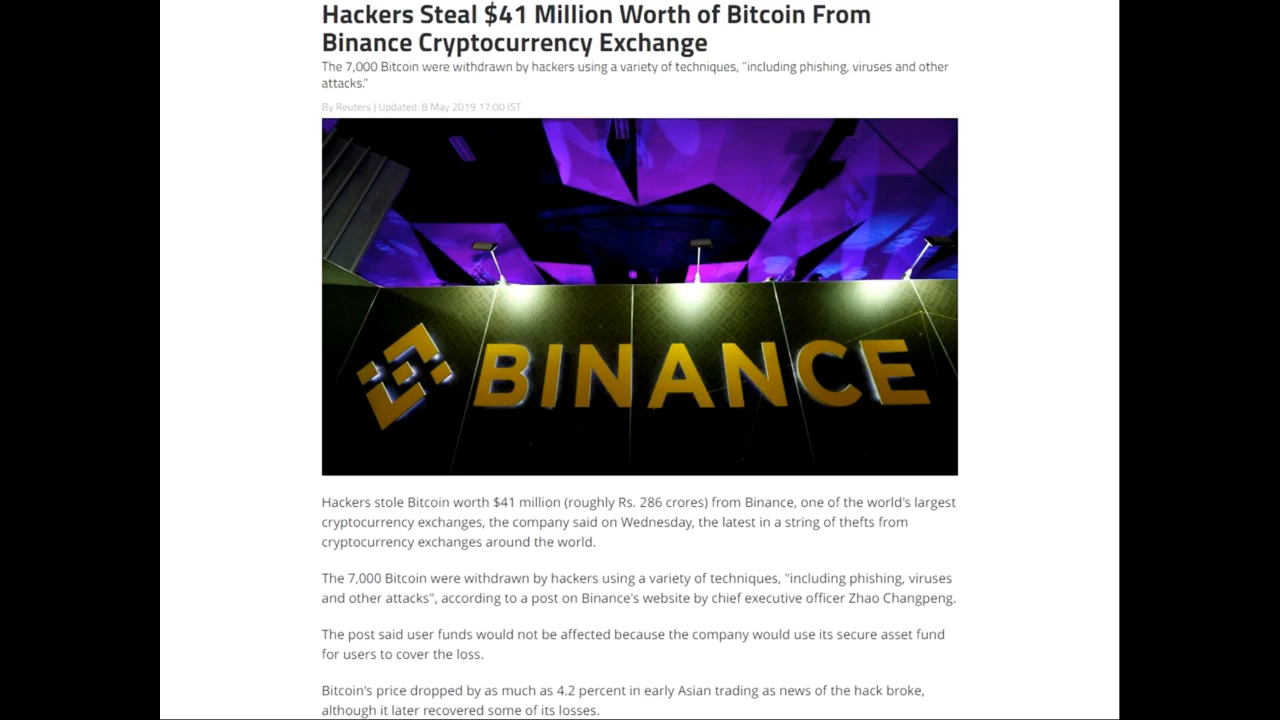 Hackers Steal $41 Million Worth of Bitcoin From
Binance Cryptocurrency Exchange
The 7,000 Bitcoin were withdrawn by hackers using a variety of techniques, "including phishing, viruses and other
attacks."
By Reuters | Updated: 8 May 2019 17:00 IST
BINANCE
Hackers stole Bitcoin worth $41 million (roughly Rs. 286 crores) from Binance, one of the world's largest
cryptocurrency exchanges, the company said on Wednesday, the latest in a string of thefts from
cryptocurrency exchanges around the world.
The 7,000 Bitcoin were withdrawn by hackers using a variety of techniques, "including phishing, viruses
and other attacks", according to a post on Binance's website by chief executive officer Zhao Changpeng.
The post said user funds would not be affected because the company would use its secure asset fund
for users to cover the loss.
Bitcoin's price dropped by as much as 4.2 percent in early Asian trading as news of the hack broke,
although it later recovered some of its losses.